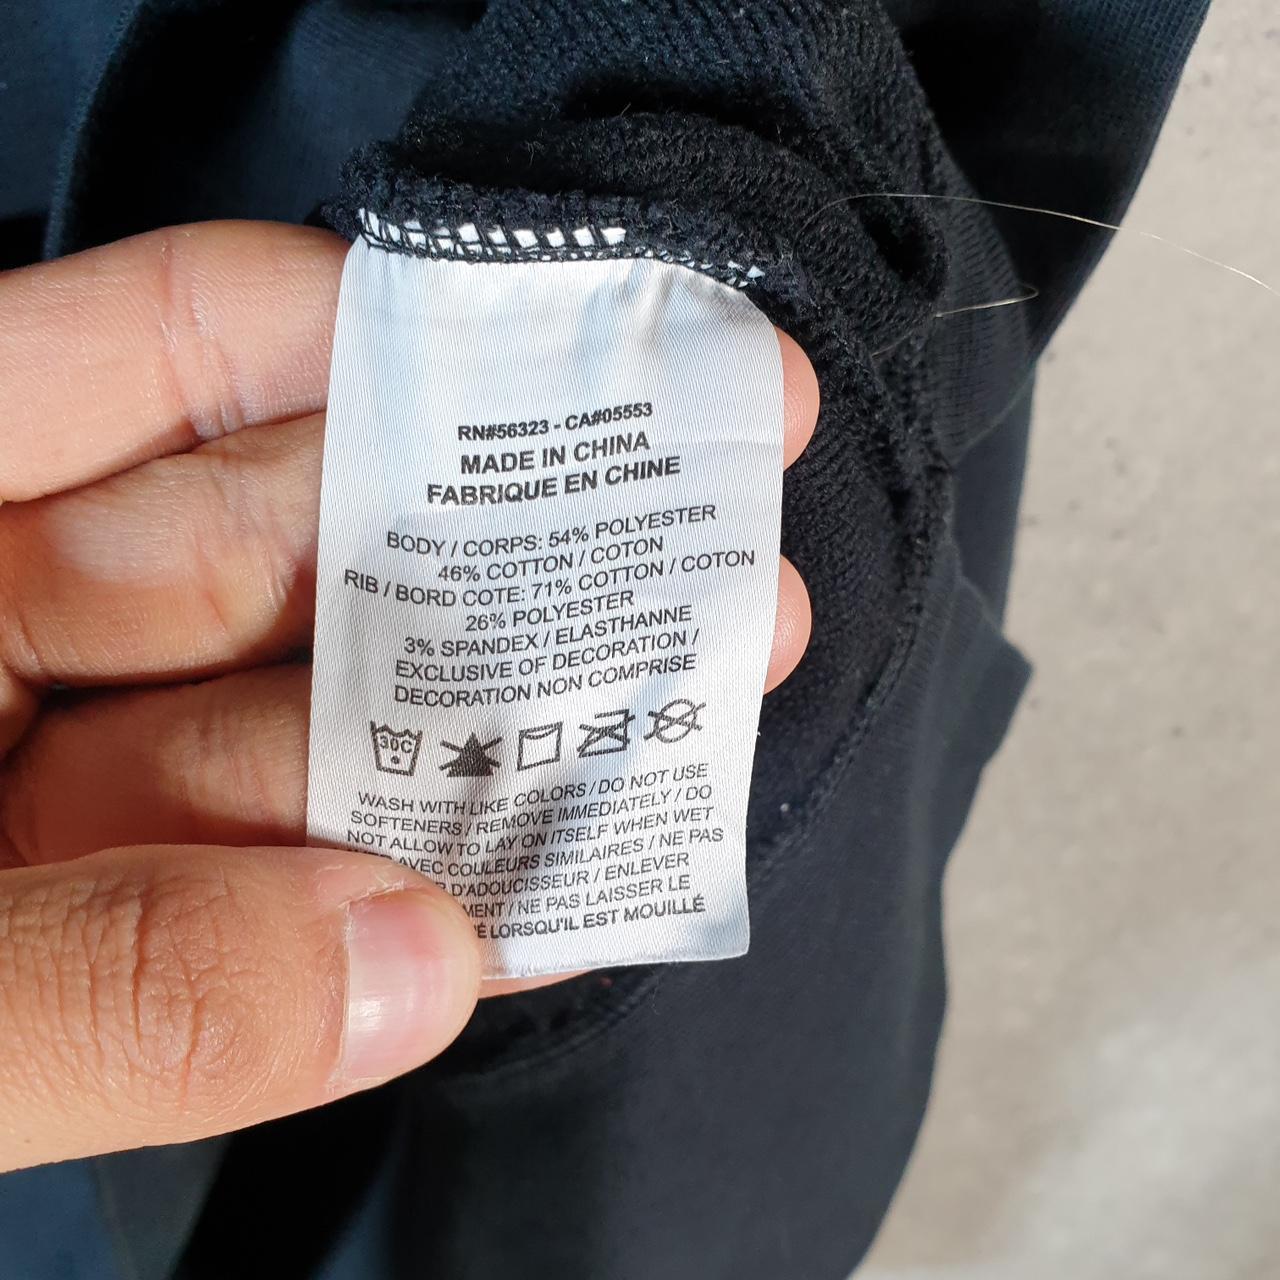 RN#56323 - CA#05553
MADE IN CHINA
FABRIQUE EN CHINE
BODY / CORPS: 54% POLYESTER
46% COTTON / COTON
RIB / BORD COTE: 71% COTTON / COTON
26% POLYESTER
3% SPANDEX / ELASTHANNE
EXCLUSIVE OF DECORATION /
DECORATION NON COMPRISE
30C
WASH WITH LIKE COLORS / DO NOT USE
SOFTENERS / REMOVE IMMEDIATELY / DO
NOT ALLOW TO LAY ON ITSELF WHEN WET
AVEC COULEURS SIMILAIRES / NE PAS
D'ADOUCISSEUR / ENLEVER
/ NE PAS LAISSER LE
LORSQU'IL EST MOUILLÉ